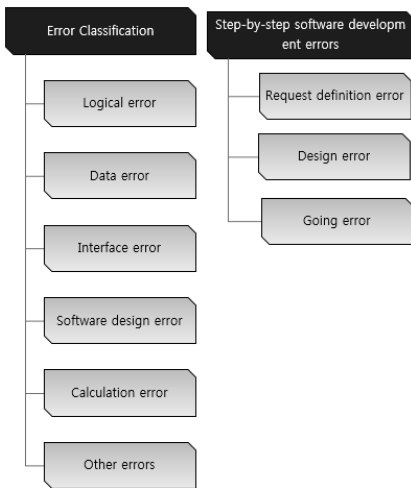 Error Classification
Logical error
Data error
Interface error
Software design error
Calculation error
Other errors
Step-by-step software developm
ent errors
Request definition error
Design error
Going error